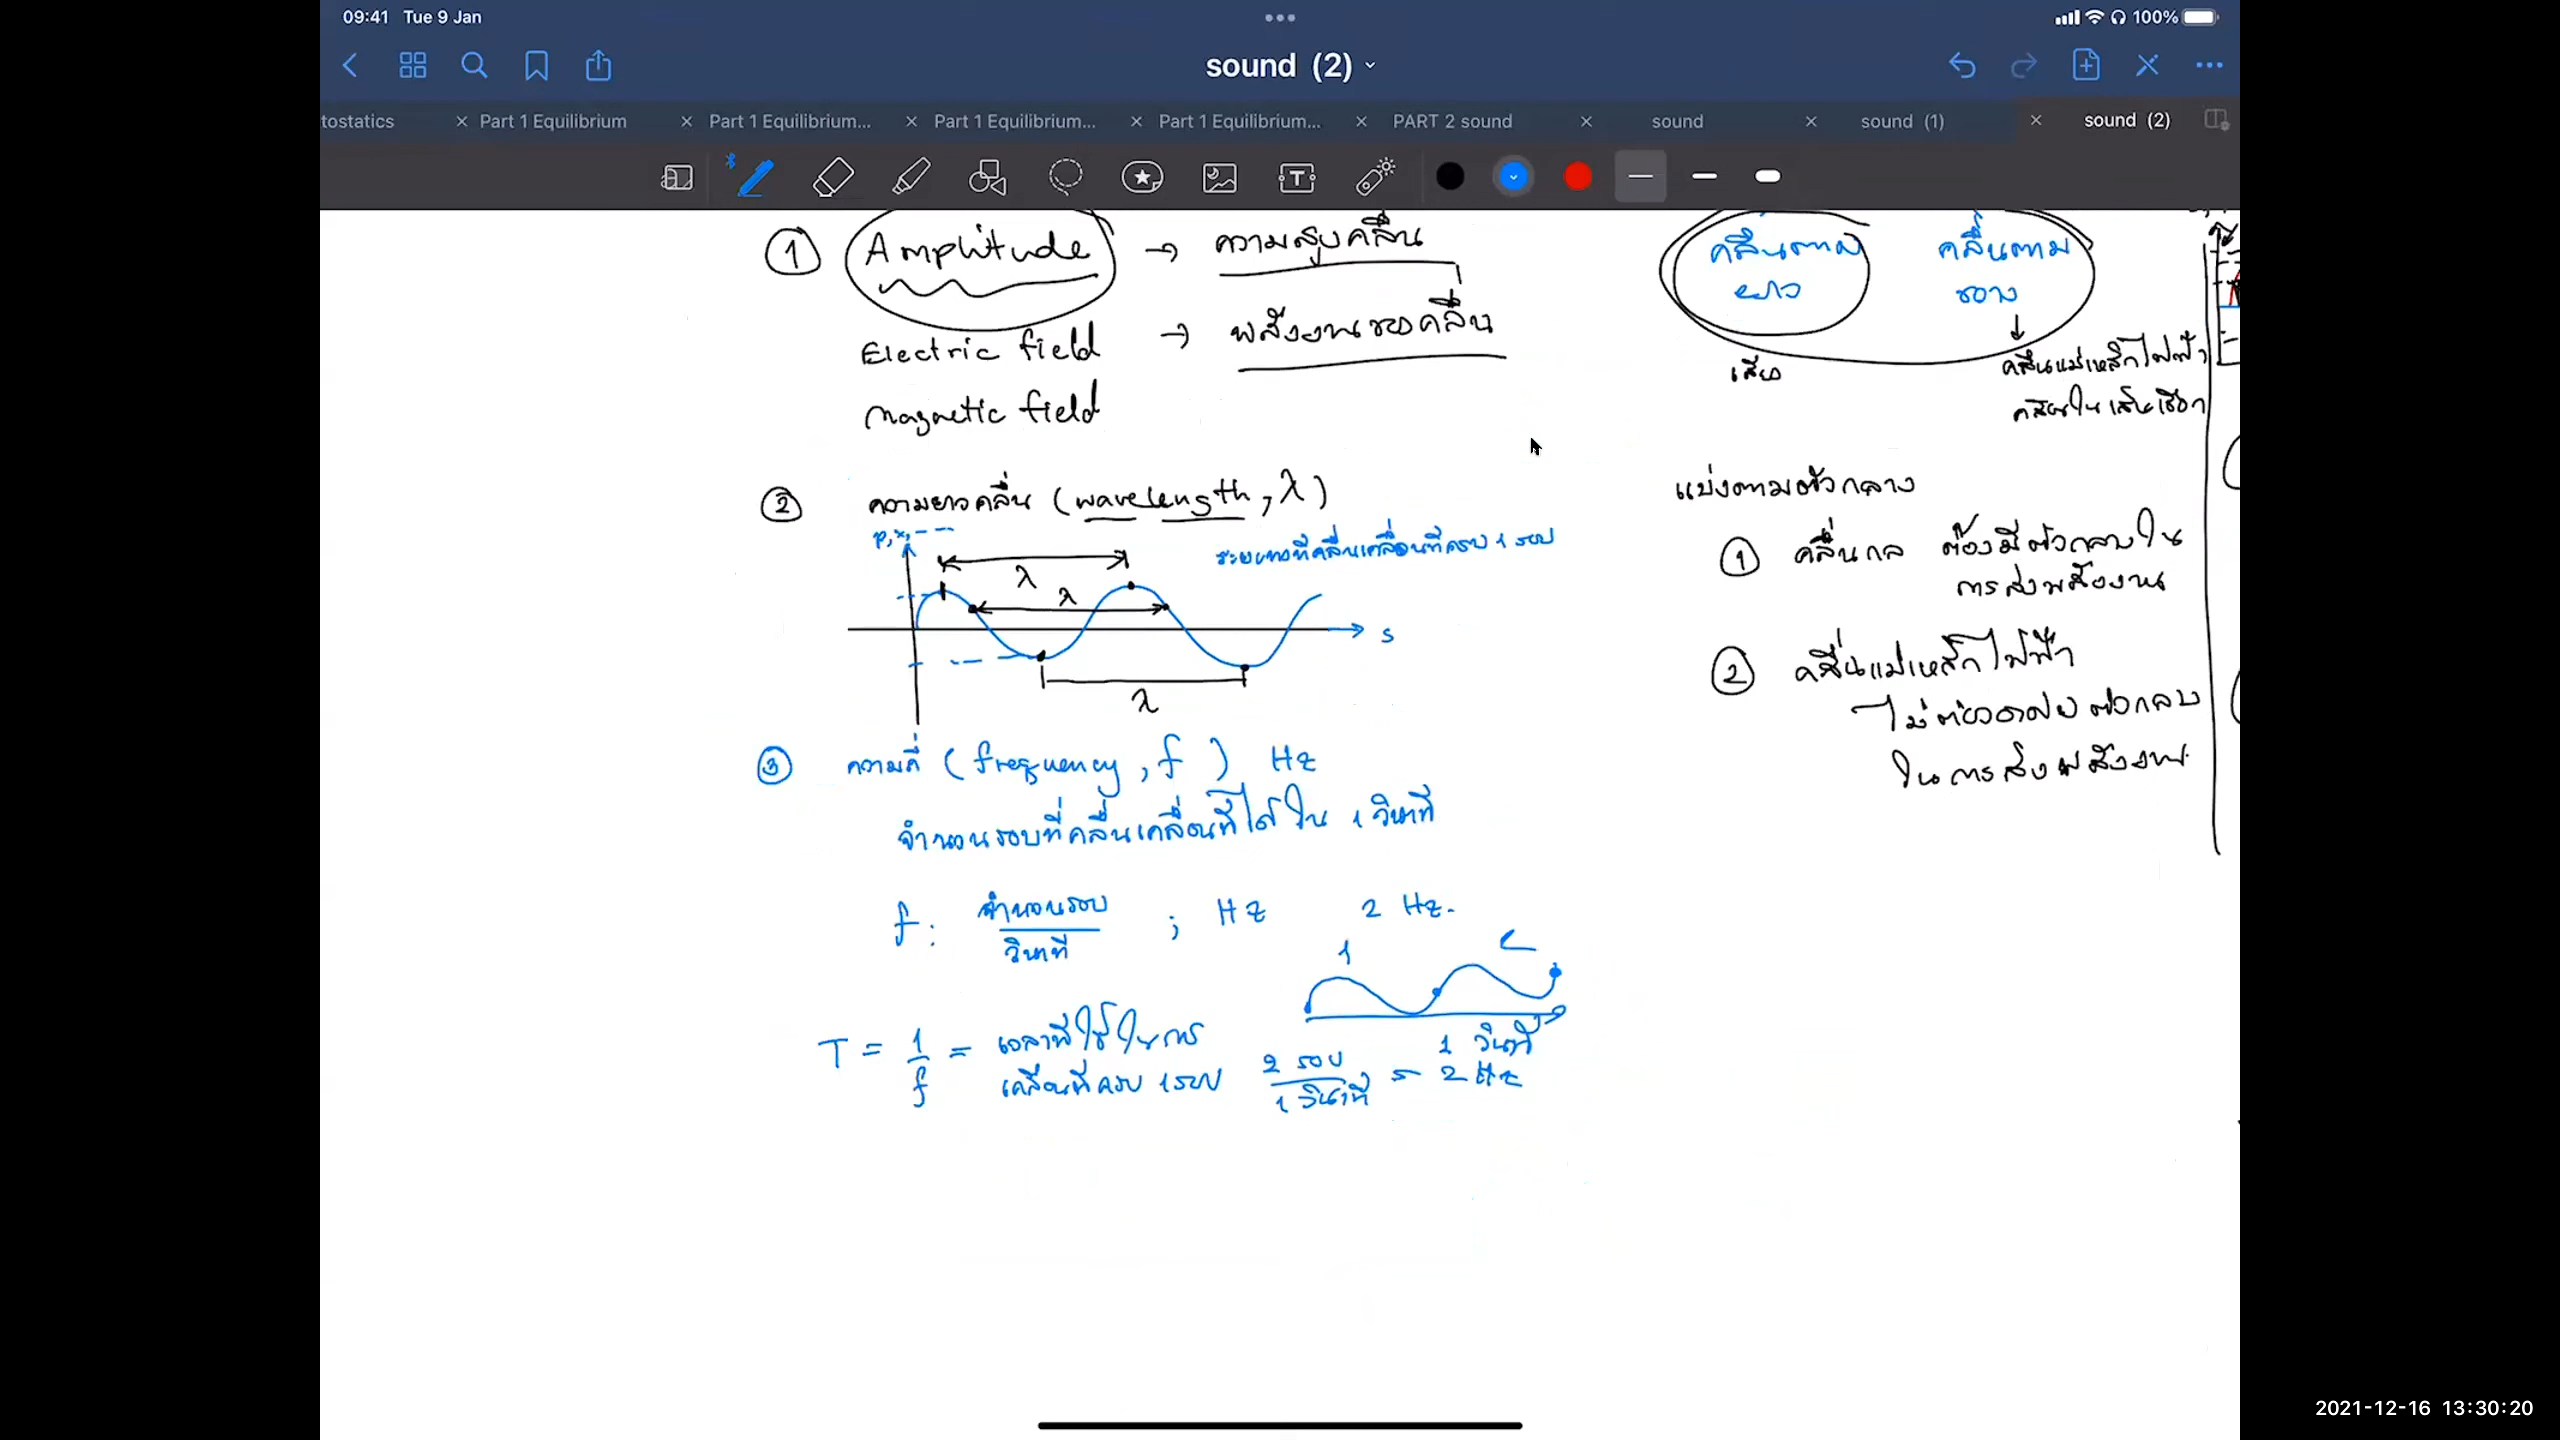 09:41 Tue 9 Jan
100%
sound (2)
tostatics
Part 1 Equilibrium
Part 1 Equilibrium...
Part 1 Equilibrium...
Part 1 Equilibrium...
PART 2 sound
sound
sound (1)
sound (2)
① Amplitude → ความสูงคลื่น
Electric field → พลังงานของคลื่น
Magnetic field
② ความยาวคลื่น (wavelength, λ)
p, x,
ระยะทางที่คลื่นเคลื่อนที่ครบ 1 รอบ
λ
λ
s
λ
③ ความถี่ (frequency, f) Hz
จำนวนรอบที่คลื่นเคลื่อนที่ได้ใน 1 วินาที
f : จำนวนรอบ
วินาที
; Hz
2 Hz.
1
1 วินาที
T = 1/f = เวลาที่ใช้ในการ
เคลื่อนที่ครบ 1 รอบ
2 รอบ
1 วินาที
= 2 Hz
คลื่นตาม
ยาว
คลื่นตาม
ขวาง
↓
เสียง
คลื่นแม่เหล็กไฟฟ้า
คลื่นในเส้นเชือก
แบ่งตามตัวกลาง
① คลื่นกล ต้องมีตัวกลางใน
การส่งพลังงาน
② คลื่นแม่เหล็กไฟฟ้า
ไม่ต้องอาศัยตัวกลาง
ในการส่งพลังงาน
2021-12-16 13:30:20